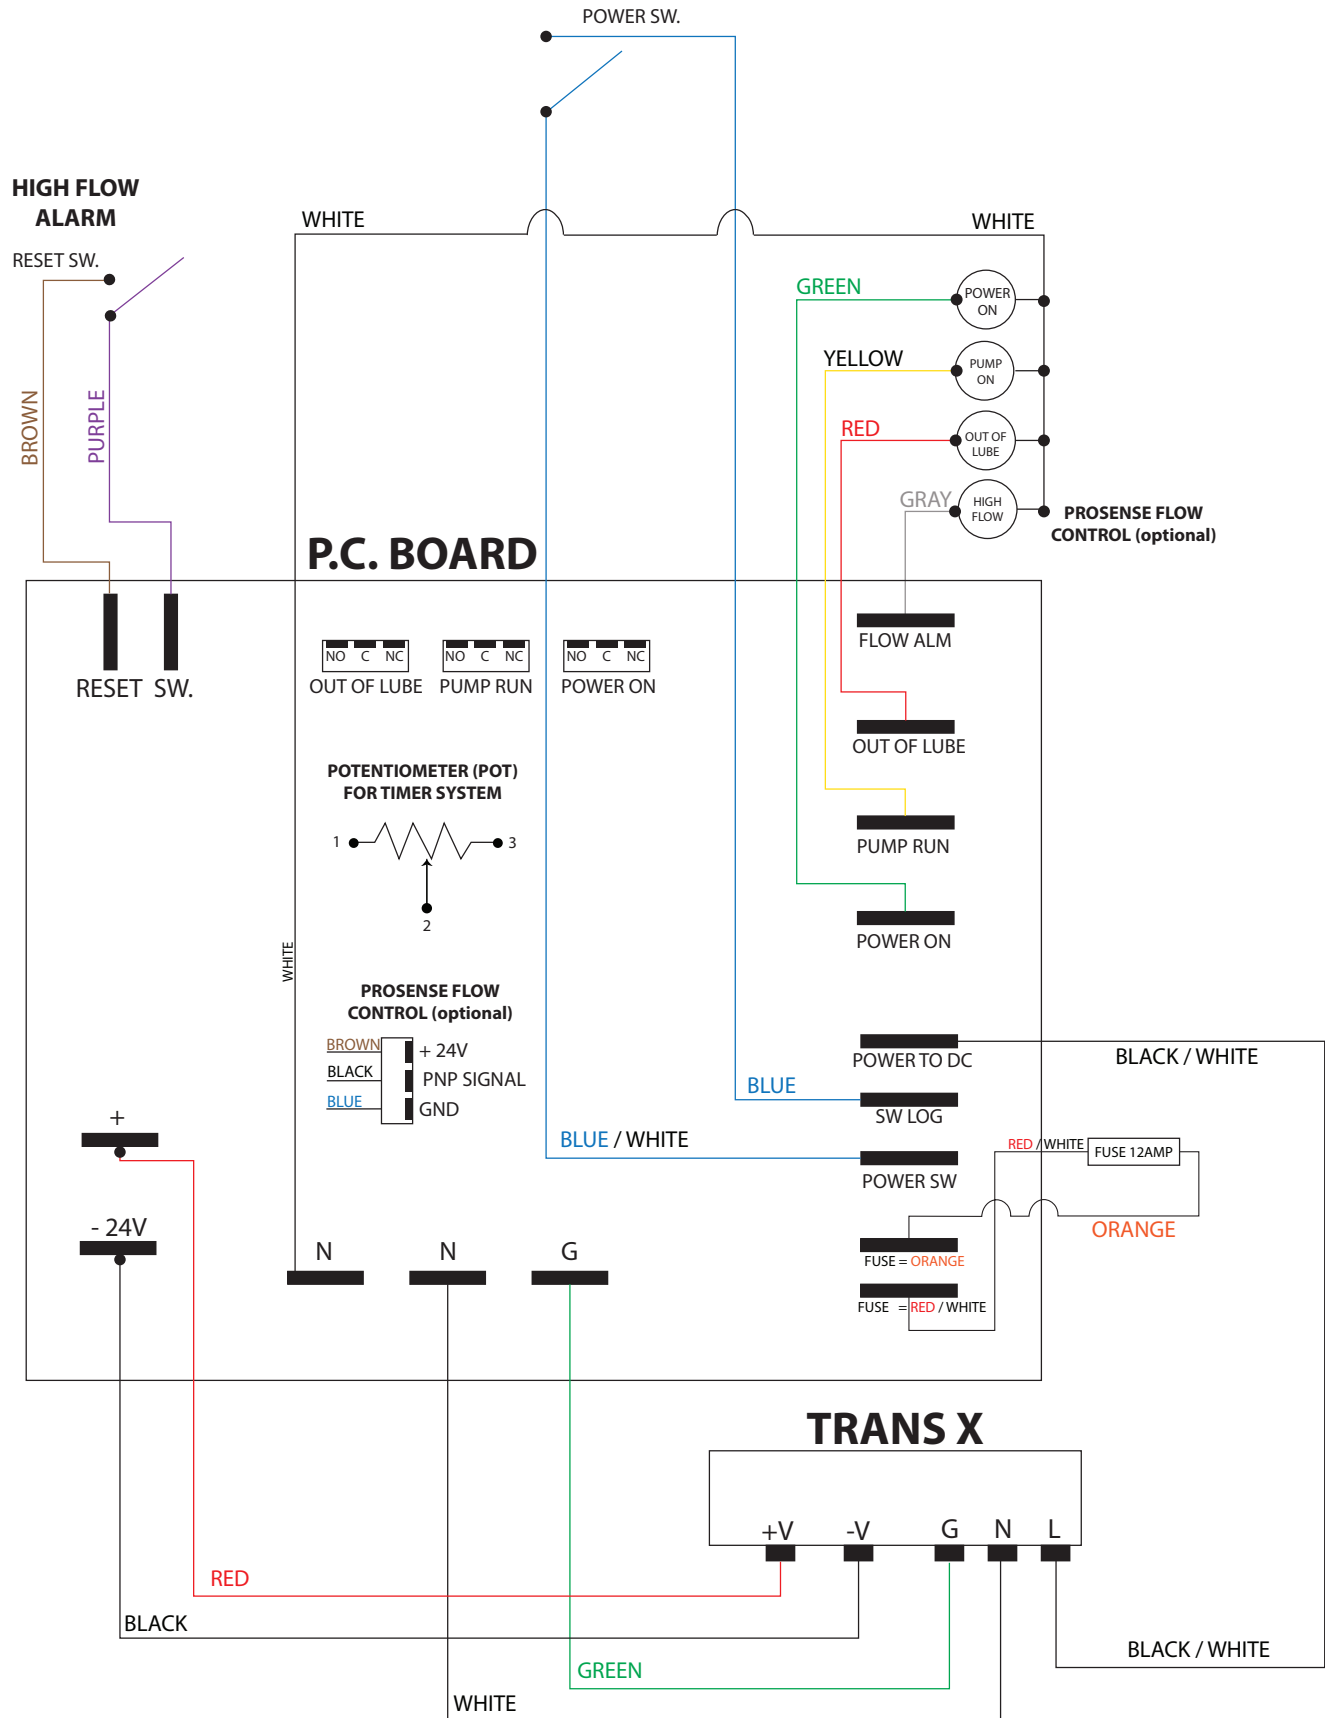 POWER SW.
HIGH FLOW
ALARM
RESET SW.
WHITE
WHITE
GREEN
POWER
ON
YELLOW
PUMP
ON
RED
OUT OF
LUBE
GRAY
HIGH
FLOW
PROSENSE FLOW
CONTROL (optional)
BROWN
PURPLE
P.C. BOARD
RESET
SW.
NO C NC
OUT OF LUBE
NO C NC
PUMP RUN
NO C NC
POWER ON
FLOW ALM
OUT OF LUBE
PUMP RUN
POWER ON
POTENTIOMETER (POT)
FOR TIMER SYSTEM
1
3
2
WHITE
PROSENSE FLOW
CONTROL (optional)
BROWN
+ 24V
BLACK
PNP SIGNAL
BLUE
GND
POWER TO DC
BLACK / WHITE
BLUE
SW LOG
BLUE / WHITE
POWER SW
RED / WHITE
FUSE 12AMP
ORANGE
FUSE = ORANGE
FUSE = RED / WHITE
+
- 24V
N
N
G
TRANS X
+V
-V
G
N
L
RED
BLACK
GREEN
WHITE
BLACK / WHITE